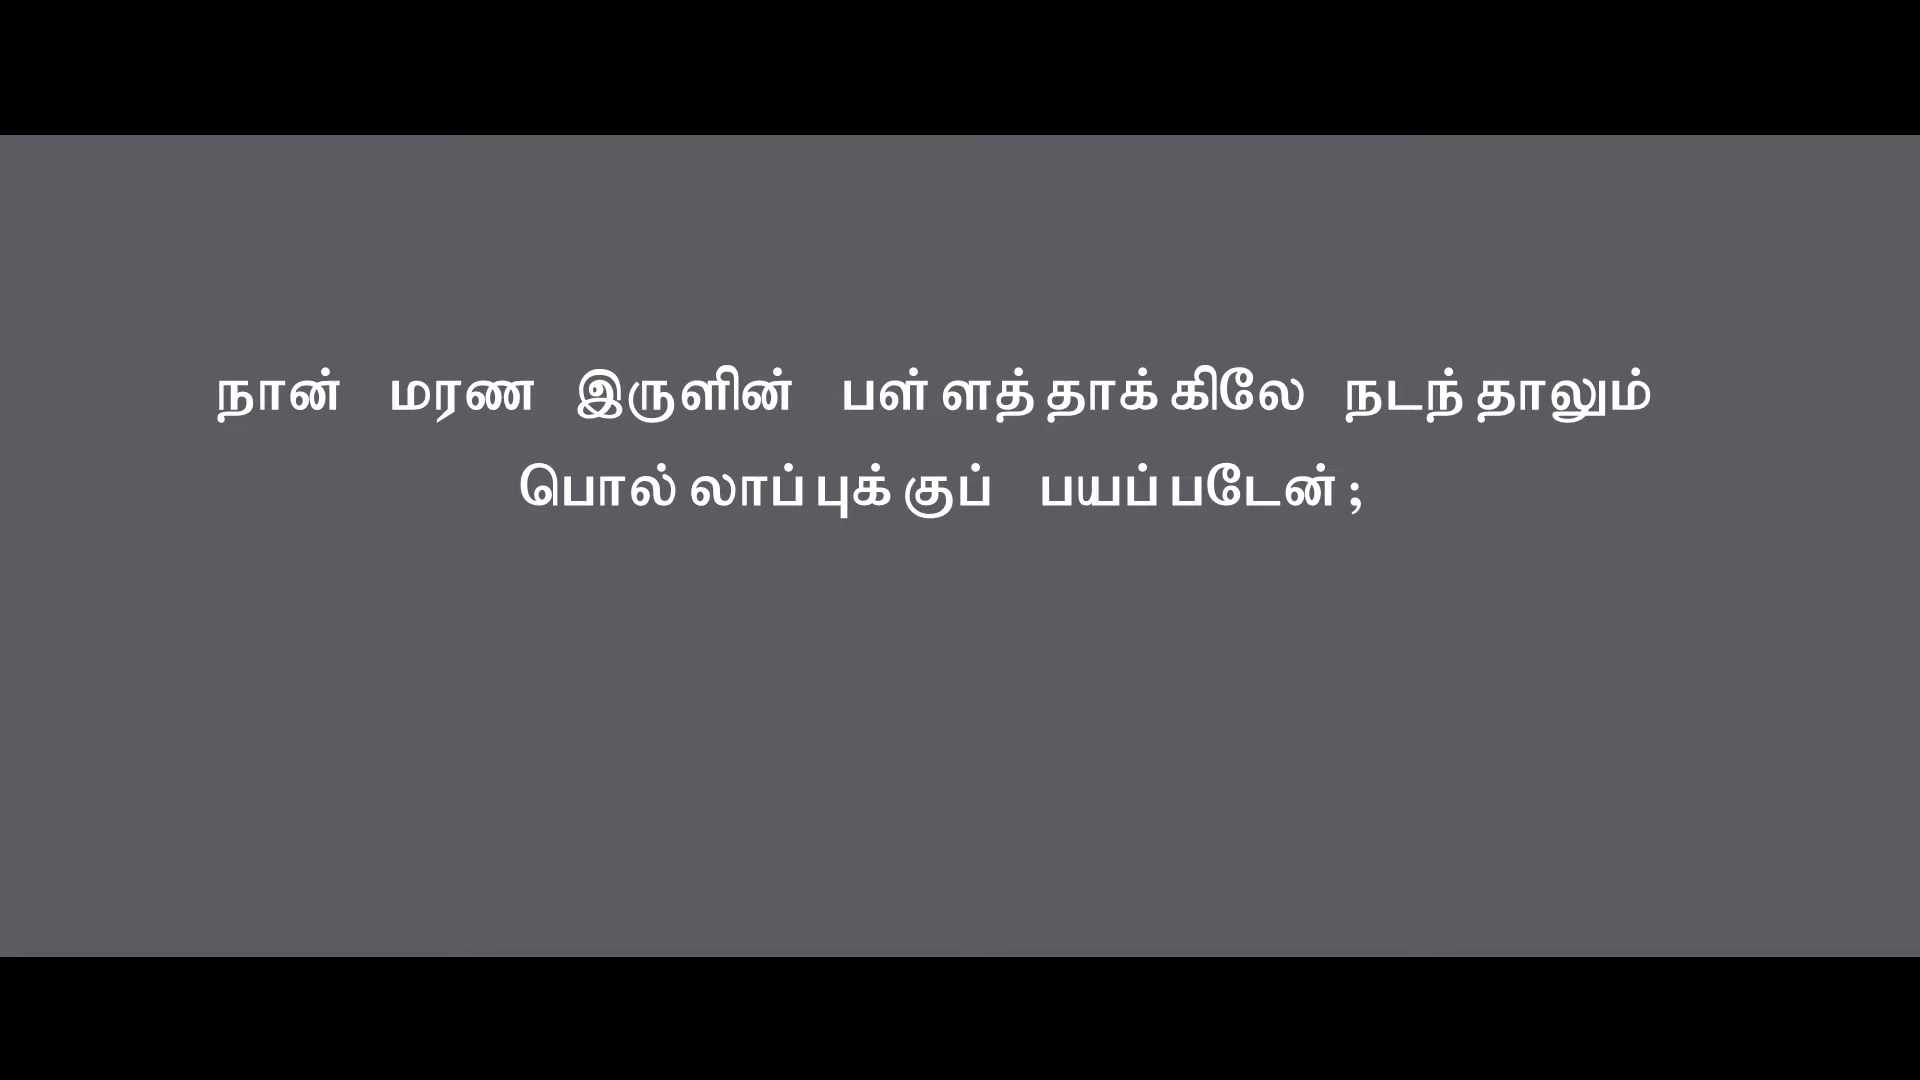 நான் மரண இருளின் பள்ளத்தாக்கிலே நடந்தாலும்
பொல்லாப்புக்குப் பயப்படேன்;